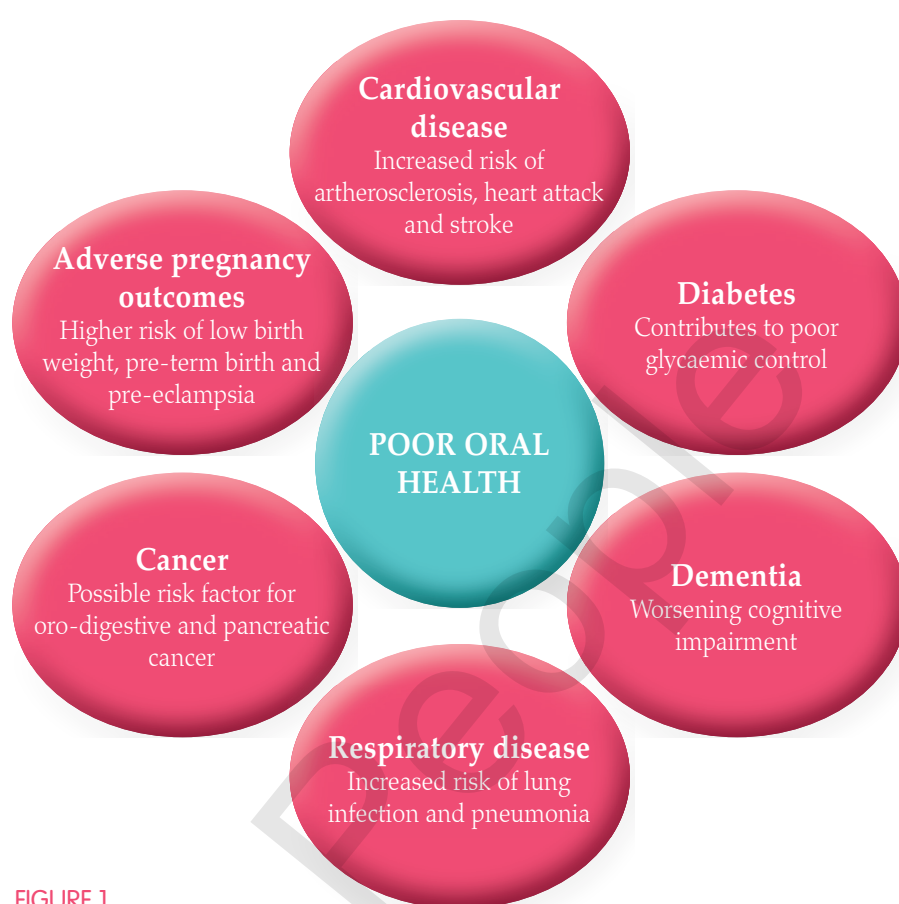 Cardiovascular
disease
Increased risk of
artherosclerosis, heart attack
and stroke
Adverse pregnancy
outcomes
Higher risk of low birth
weight, pre-term birth and
pre-eclampsia
Diabetes
Contributes to poor
glycaemic control
POOR ORAL
HEALTH
Cancer
Possible risk factor for
oro-digestive and pancreatic
cancer
Dementia
Worsening cognitive
impairment
Respiratory disease
Increased risk of lung
infection and pneumonia
People
FIGURE 1